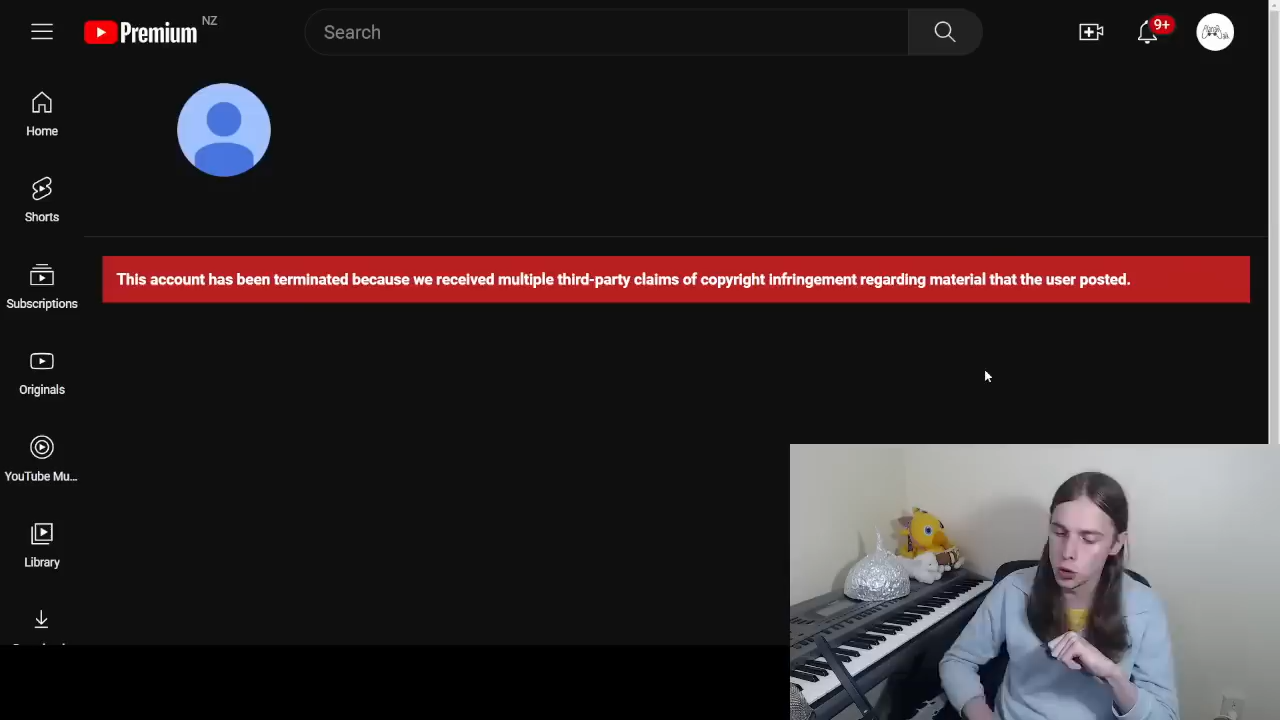 Premium NZ
Search
9+
Home
Shorts
Subscriptions
Originals
YouTube Mu...
Library
This account has been terminated because we received multiple third-party claims of copyright infringement regarding material that the user posted.